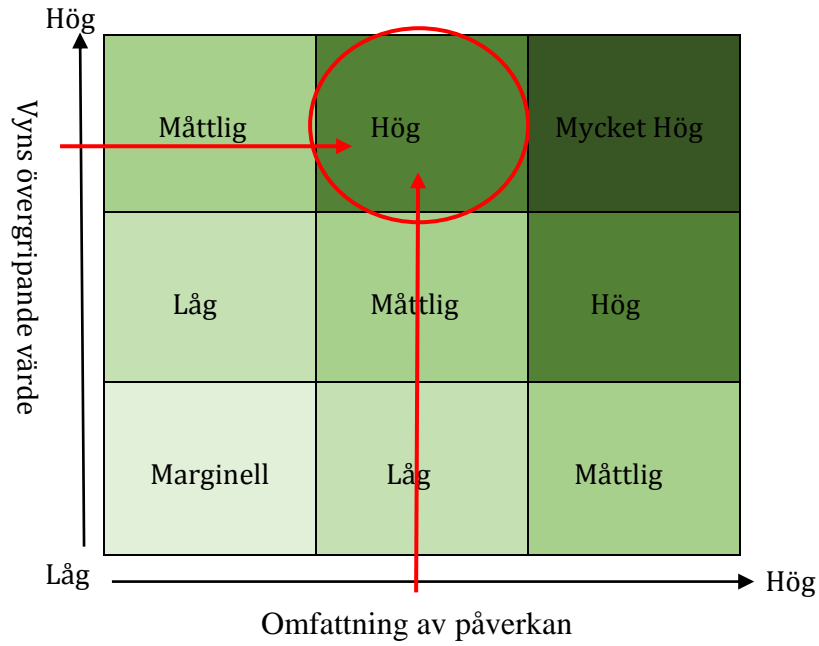 Hög
Vyns övergripande värde
Måttlig
Hög
Mycket Hög
Låg
Måttlig
Hög
Marginell
Låg
Måttlig
Låg
Hög
Omfattning av påverkan